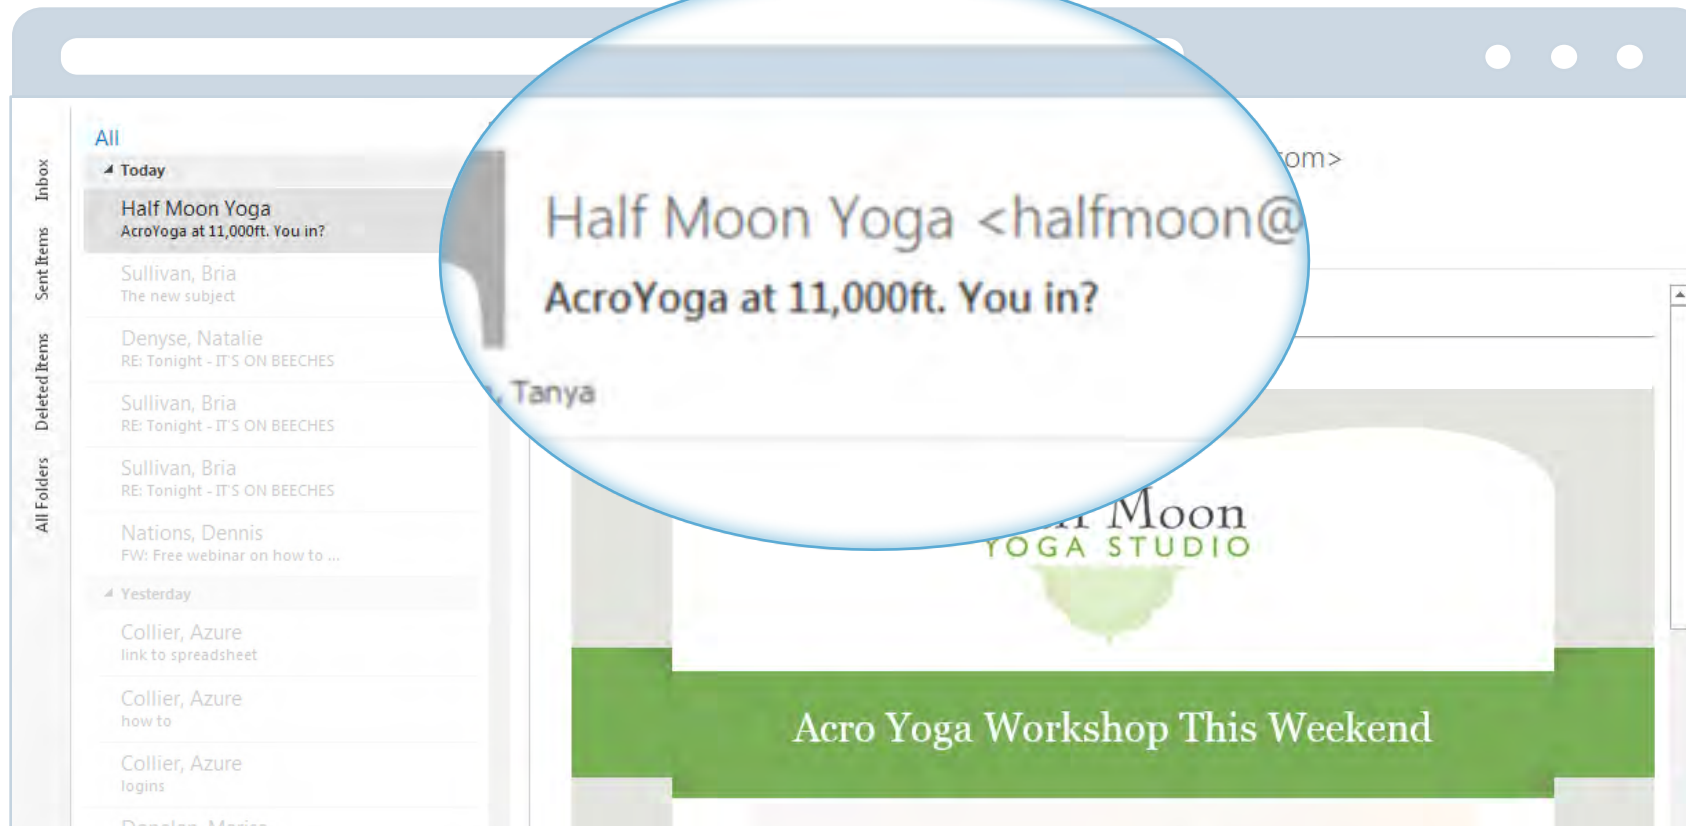 Inbox
Sent Items
Deleted Items
All Folders
All
Today
Half Moon Yoga
AcroYoga at 11,000ft. You in?
Sullivan, Bria
The new subject
Denyse, Natalie
RE: Tonight - IT'S ON BEECHES
Sullivan, Bria
RE: Tonight - IT'S ON BEECHES
Sullivan, Bria
RE: Tonight - IT'S ON BEECHES
Nations, Dennis
FW: Free webinar on how to ...
Yesterday
Collier, Azure
link to spreadsheet
Collier, Azure
how to
Collier, Azure
logins
om>
Half Moon Yoga <halfmoon@
AcroYoga at 11,000ft. You in?
, Tanya
Moon
YOGA STUDIO
Acro Yoga Workshop This Weekend